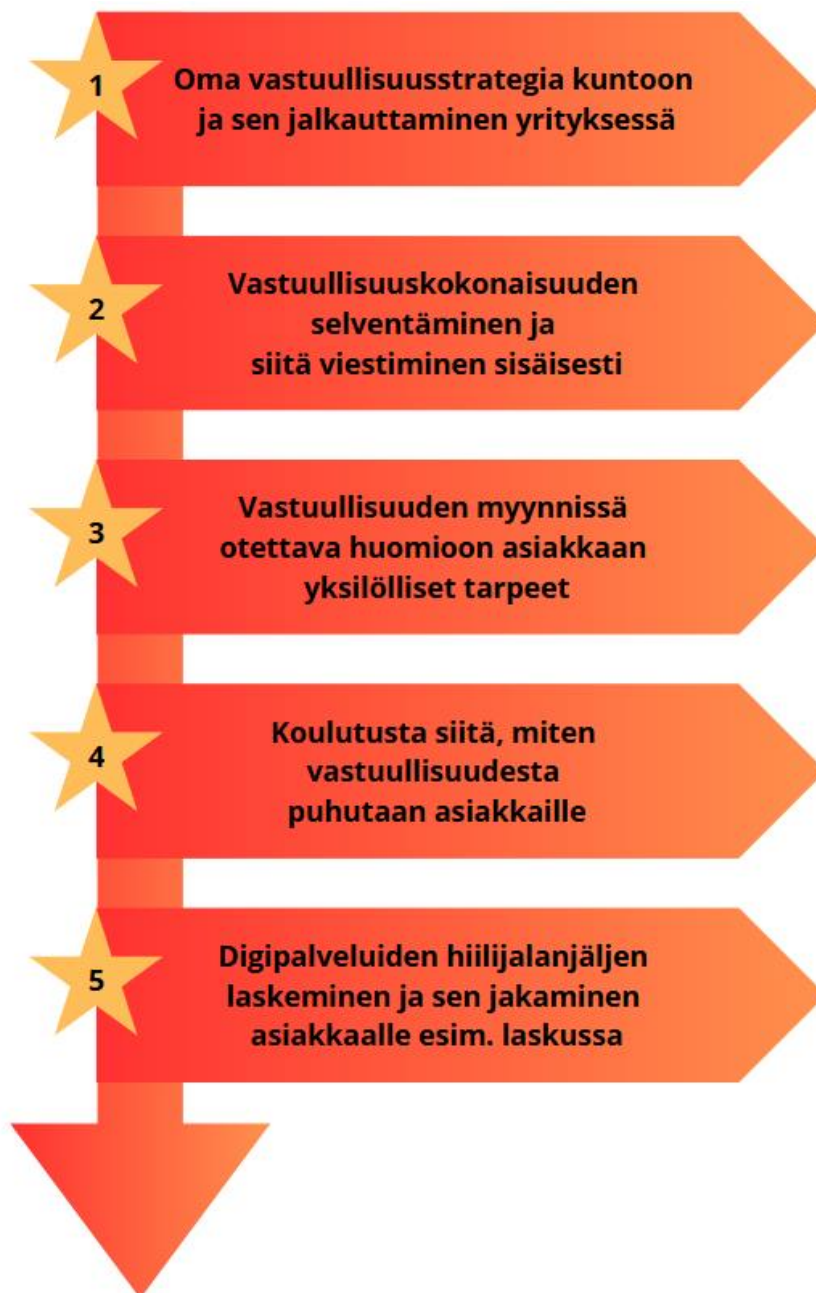 1
Oma vastuullisuusstrategia kuntoon
ja sen jalkauttaminen yrityksessä
2
Vastuullisuuskokonaisuuden
selventäminen ja
siitä viestiminen sisäisesti
3
Vastuullisuuden myynnissä
otettava huomioon asiakkaan
yksilölliset tarpeet
4
Koulutusta siitä, miten
vastuullisuudesta
puhutaan asiakkaille
5
Digipalveluiden hiilijalanjäljen
laskeminen ja sen jakaminen
asiakkaalle esim. laskussa